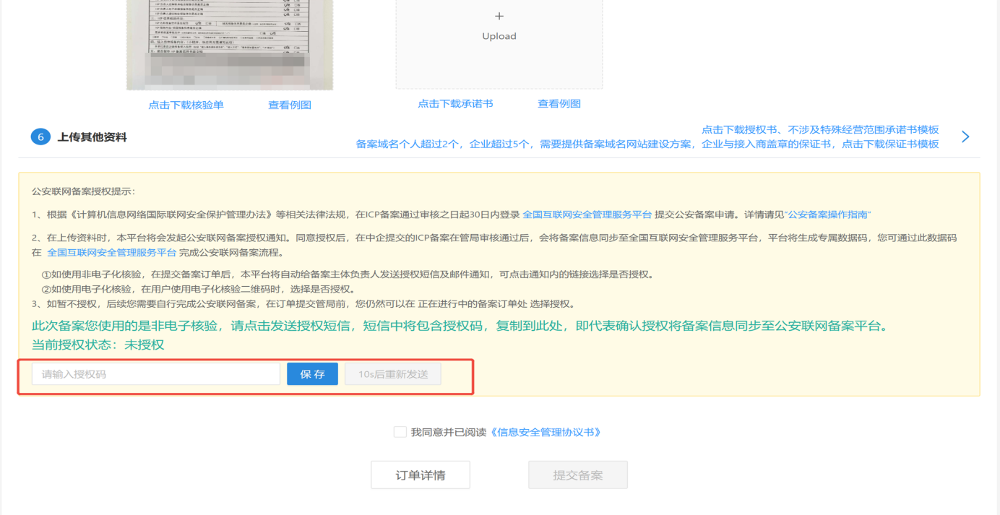 Upload
点击下载核验单
查看例图
点击下载承诺书
查看例图
6
上传其他资料
点击下载授权书、不涉及特殊经营范围承诺书模板
备案域名个人超过2个，企业超过5个，需要提供备案域名网站建设方案，企业与接入商盖章的保证书，点击下载保证书模板
公安联网备案授权提示：
1、根据《计算机信息网络国际联网安全保护管理办法》等相关法律法规，在ICP备案通过审核之日起30日内登录 全国互联网安全管理服务平台 提交公安备案申请。详情请见“公安备案操作指南”
2、在上传资料时，本平台将会发起公安联网备案授权通知。同意授权后，在中企提交的ICP备案在管局审核通过后，会将备案信息同步至全国互联网安全管理服务平台，平台将生成专属数据码，您可通过此数据码
在 全国互联网安全管理服务平台 完成公安联网备案流程。
①如使用非电子化核验，在提交备案订单后，本平台将自动给备案主体负责人发送授权短信及邮件通知，可点击通知内的链接选择是否授权。
②如使用电子化核验，在用户使用电子化核验二维码时，选择是否授权。
3、如暂不授权，后续您需要自行完成公安联网备案，在订单提交管局前，您仍然可以在 正在进行中的备案订单处 选择授权。
此次备案您使用的是非电子核验，请点击发送授权短信，短信中将包含授权码，复制到此处，即代表确认授权将备案信息同步至公安联网备案平台。
当前授权状态：未授权
请输入授权码
保 存
10s后重新发送
我同意并已阅读《信息安全管理协议书》
订单详情
提交备案